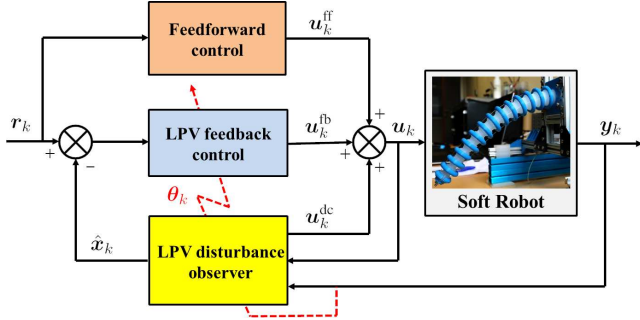 Feedforward
control
u_k^ff
r_k
+
−
LPV feedback
control
u_k^fb
+
+
+
u_k
y_k
Soft Robot
θ_k
u_k^dc
x̂_k
LPV disturbance
observer